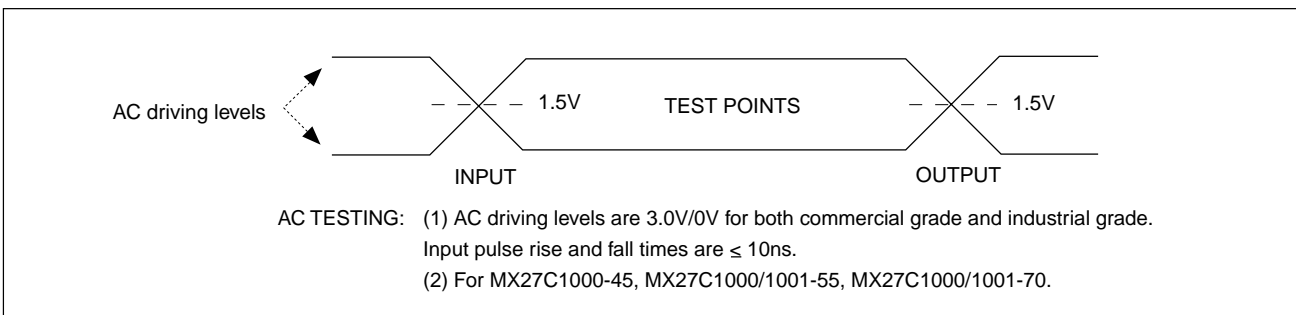 AC driving levels
1.5V
TEST POINTS
1.5V
INPUT
OUTPUT
AC TESTING: (1) AC driving levels are 3.0V/0V for both commercial grade and industrial grade.
Input pulse rise and fall times are ≤ 10ns.
(2) For MX27C1000-45, MX27C1000/1001-55, MX27C1000/1001-70.